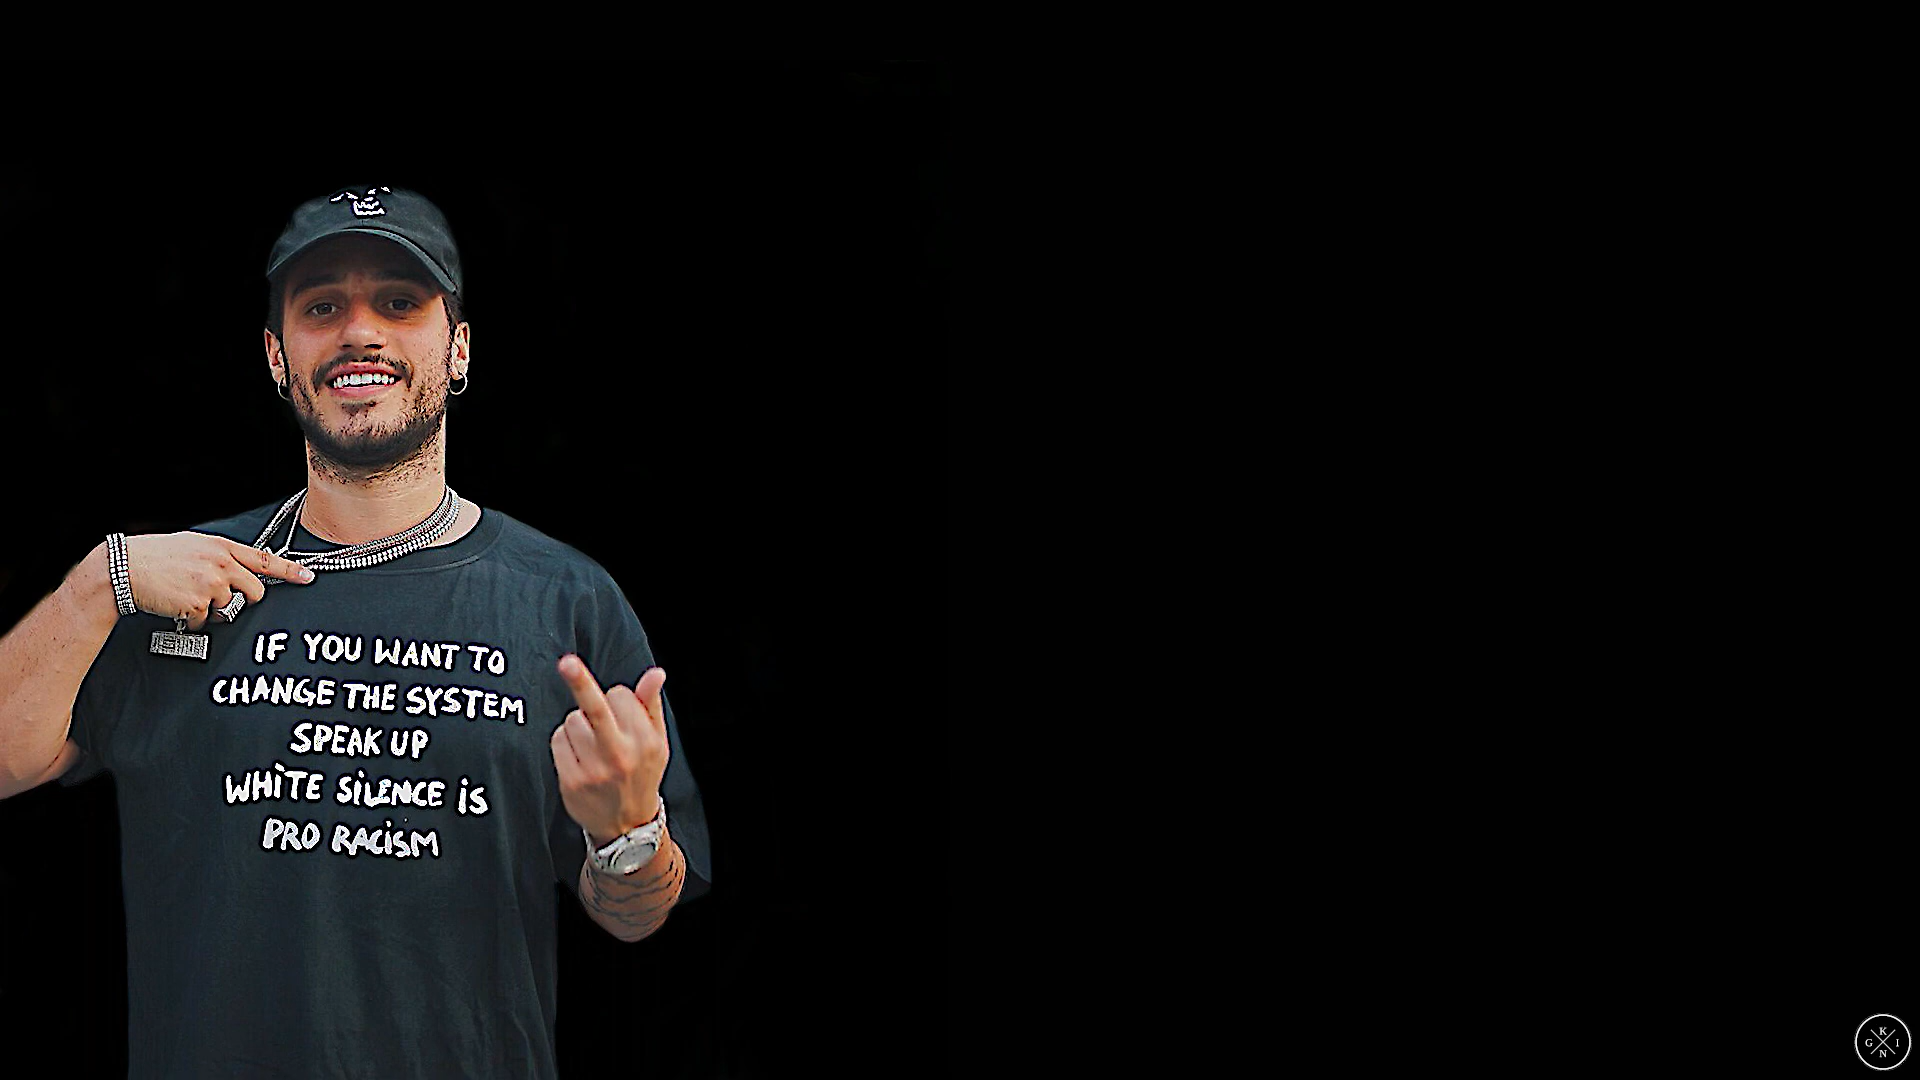 IF YOU WANT TO
CHANGE THE SYSTEM
SPEAK UP
WHiTE SiLENCE iS
PRO RACiSM
K
G I
N